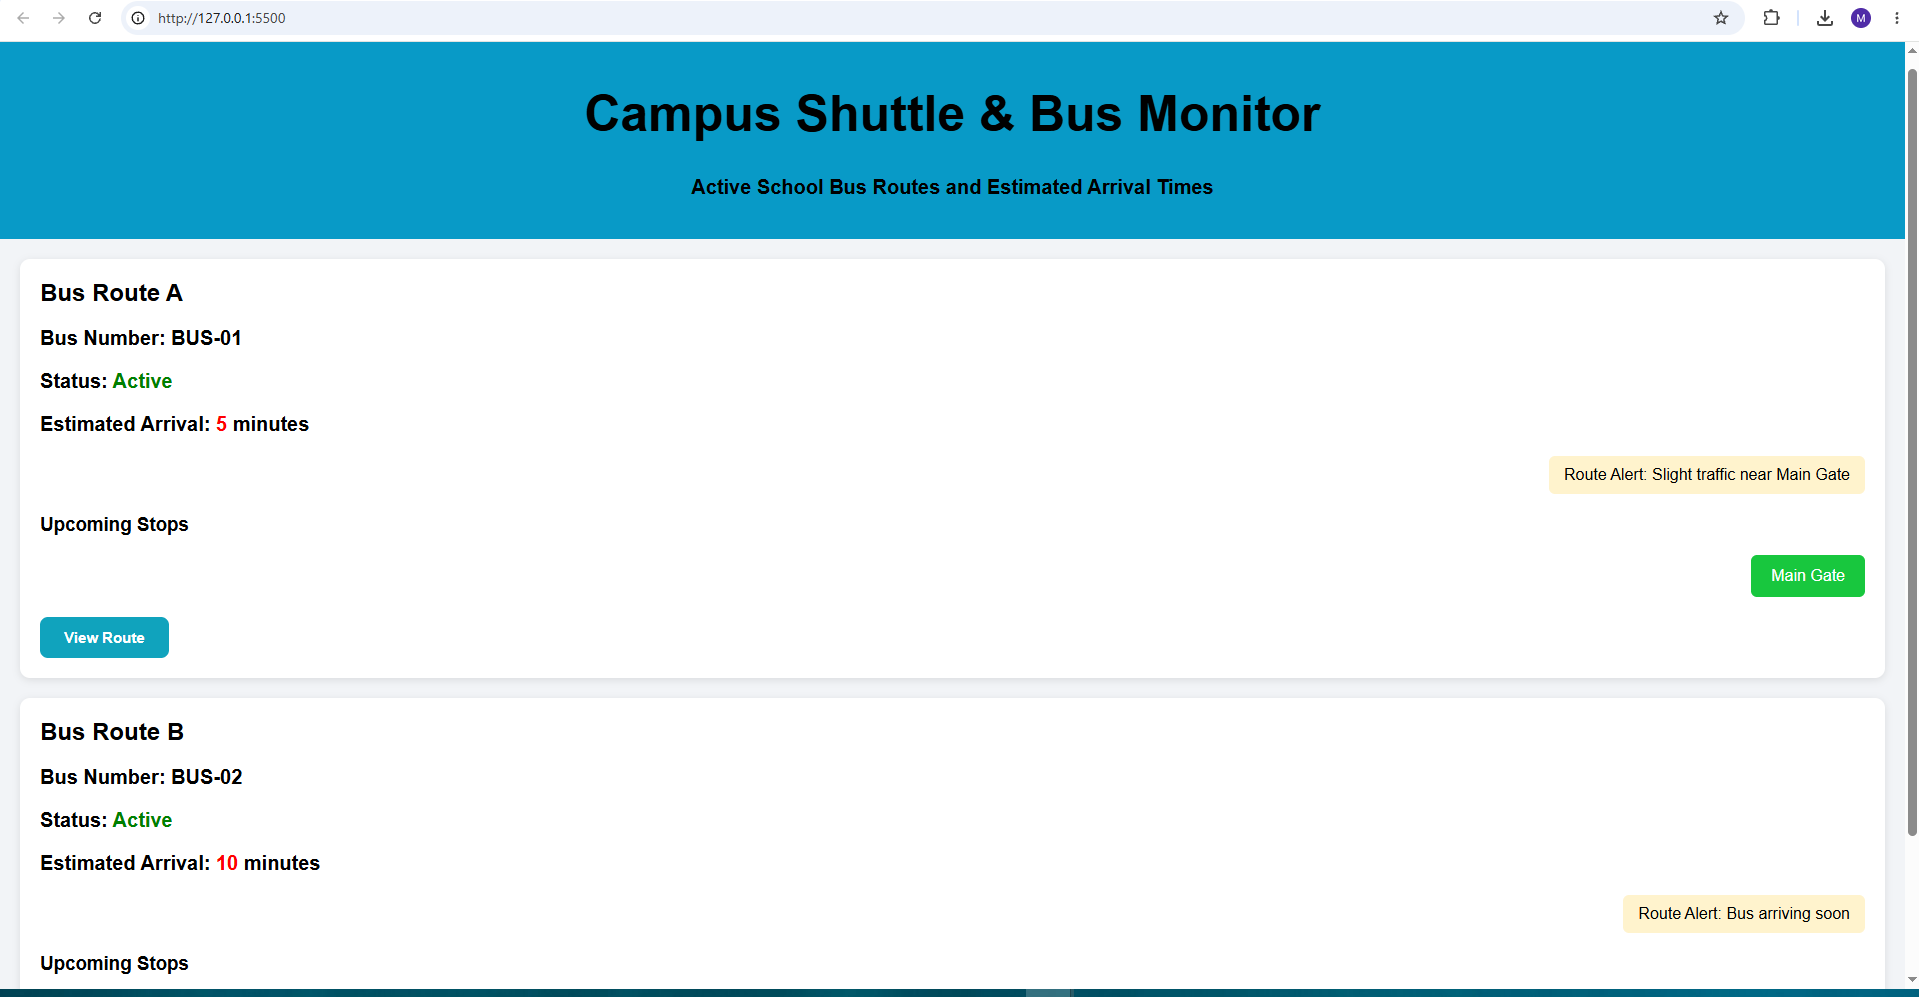 http://127.0.0.1:5500
M
Campus Shuttle & Bus Monitor
Active School Bus Routes and Estimated Arrival Times
Bus Route A
Bus Number: BUS-01
Status: Active
Estimated Arrival: 5 minutes
Route Alert: Slight traffic near Main Gate
Upcoming Stops
Main Gate
View Route
Bus Route B
Bus Number: BUS-02
Status: Active
Estimated Arrival: 10 minutes
Route Alert: Bus arriving soon
Upcoming Stops